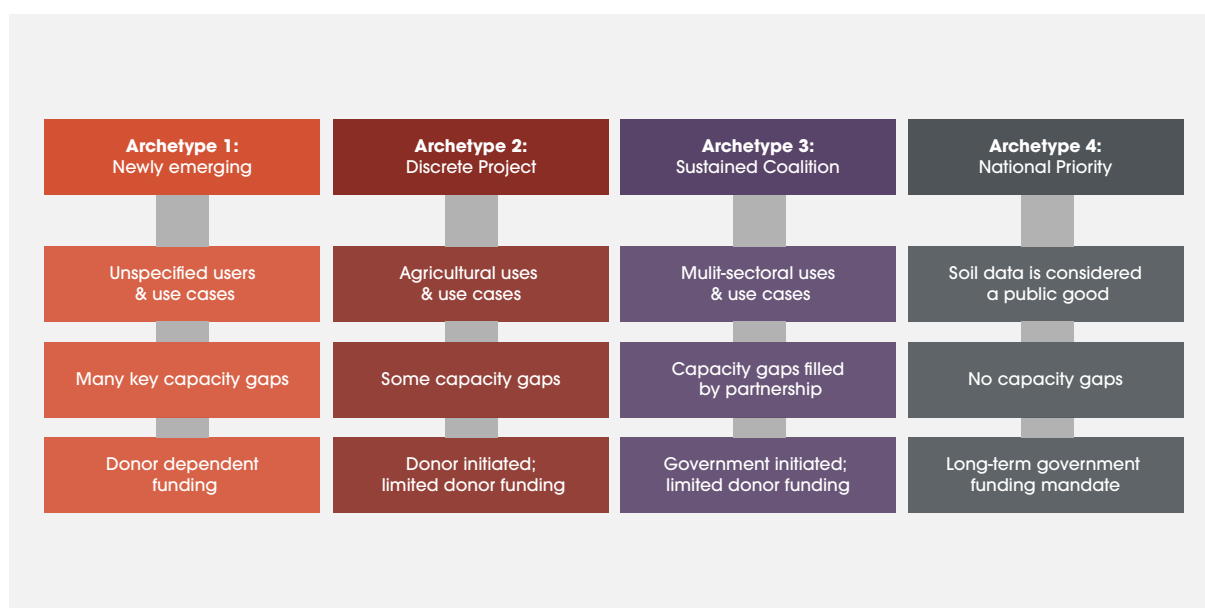 Archetype 1:
Newly emerging
Unspecified users
& use cases
Many key capacity gaps
Donor dependent
funding
Archetype 2:
Discrete Project
Agricultural uses
& use cases
Some capacity gaps
Donor initiated;
limited donor funding
Archetype 3:
Sustained Coalition
Mulit-sectoral uses
& use cases
Capacity gaps filled
by partnership
Government initiated;
limited donor funding
Archetype 4:
National Priority
Soil data is considered
a public good
No capacity gaps
Long-term government
funding mandate